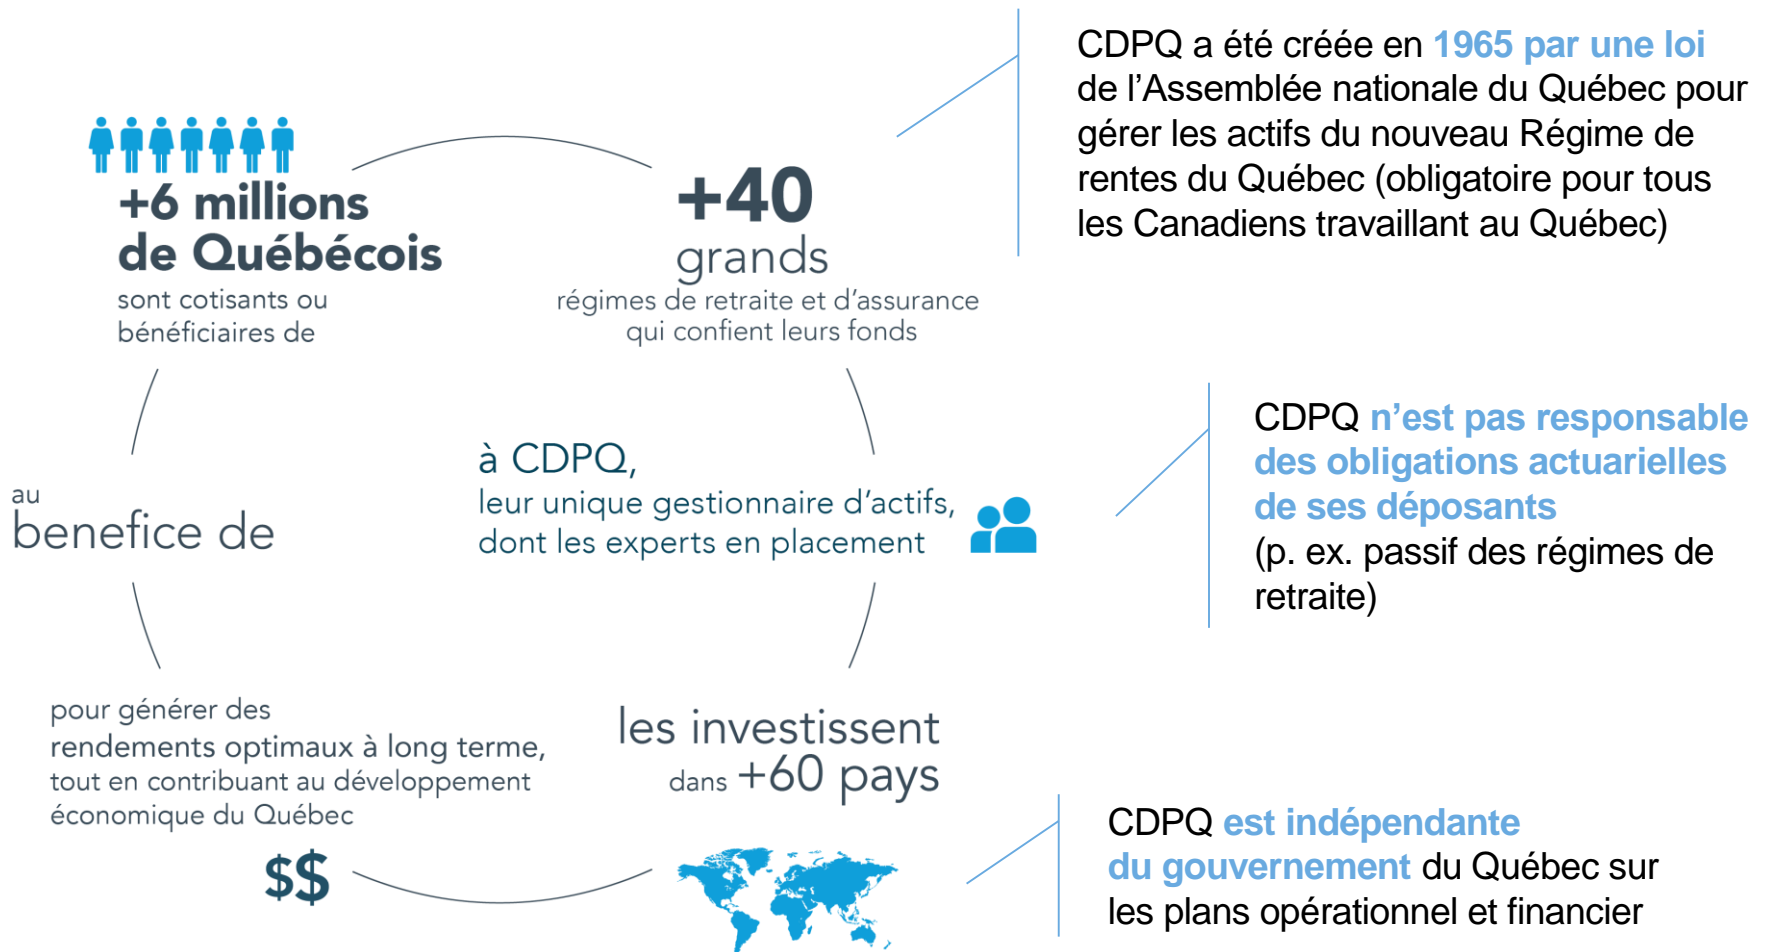 +6 millions
de Québécois
sont cotisants ou
bénéficiaires de
+40
grands
régimes de retraite et d'assurance
qui confient leurs fonds
à CDPQ,
leur unique gestionnaire d'actifs,
dont les experts en placement
les investissent
dans +60 pays
pour générer des
rendements optimaux à long terme,
tout en contribuant au développement
économique du Québec
$$
au
benefice de
CDPQ a été créée en 1965 par une loi
de l'Assemblée nationale du Québec pour
gérer les actifs du nouveau Régime de
rentes du Québec (obligatoire pour tous
les Canadiens travaillant au Québec)
CDPQ n'est pas responsable
des obligations actuarielles
de ses déposants
(p. ex. passif des régimes de
retraite)
CDPQ est indépendante
du gouvernement du Québec sur
les plans opérationnel et financier